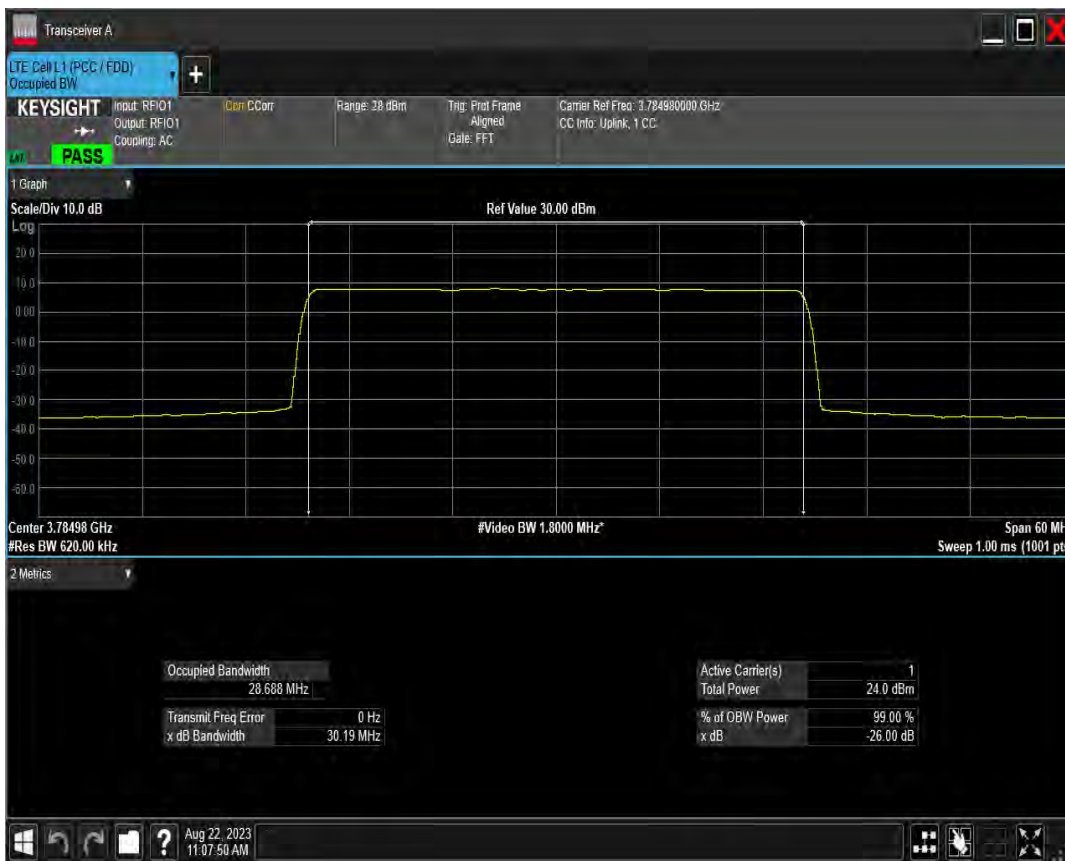 Transceiver A
LTE Cell L1 (PCC / FDD)
Occupied BW
KEYSIGHT
PASS
Input: RFIO1
Output: RFIO1
Coupling: AC
Corr CCorr
Range: 28 dBm
Trig: Prot Frame
Aligned
Gate: FFT
Carrier Ref Freq: 3.784980000 GHz
CC Info: Uplink, 1 CC
1 Graph
Scale/Div 10.0 dB
Ref Value 30.00 dBm
Log
20.0
10.0
0.00
-10.0
-20.0
-30.0
-40.0
-50.0
-60.0
Center 3.78498 GHz
#Video BW 1.8000 MHz*
Span 60 MH
#Res BW 620.00 kHz
Sweep 1.00 ms (1001 pt
2 Metrics
Occupied Bandwidth
28.688 MHz
Transmit Freq Error 0 Hz
x dB Bandwidth 30.19 MHz
Active Carrier(s) 1
Total Power 24.0 dBm
% of OBW Power 99.00 %
x dB -26.00 dB
Aug 22, 2023
11:07:50 AM